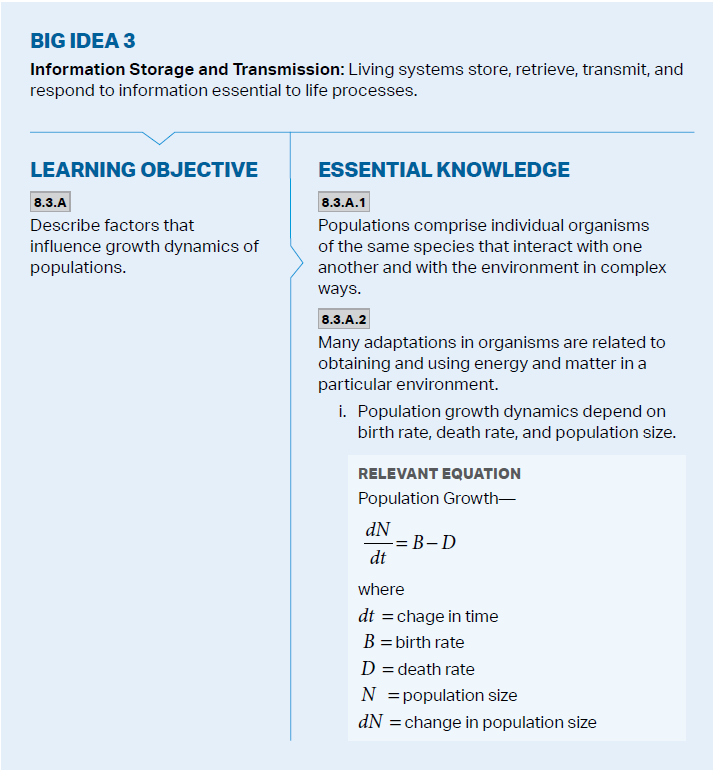 BIG IDEA 3
Information Storage and Transmission: Living systems store, retrieve, transmit, and
respond to information essential to life processes.
LEARNING OBJECTIVE
8.3.A
Describe factors that
influence growth dynamics of
populations.
ESSENTIAL KNOWLEDGE
8.3.A.1
Populations comprise individual organisms
of the same species that interact with one
another and with the environment in complex
ways.
8.3.A.2
Many adaptations in organisms are related to
obtaining and using energy and matter in a
particular environment.
i. Population growth dynamics depend on
birth rate, death rate, and population size.
RELEVANT EQUATION
Population Growth—
dN/dt = B – D
where
dt = chage in time
B = birth rate
D = death rate
N = population size
dN = change in population size